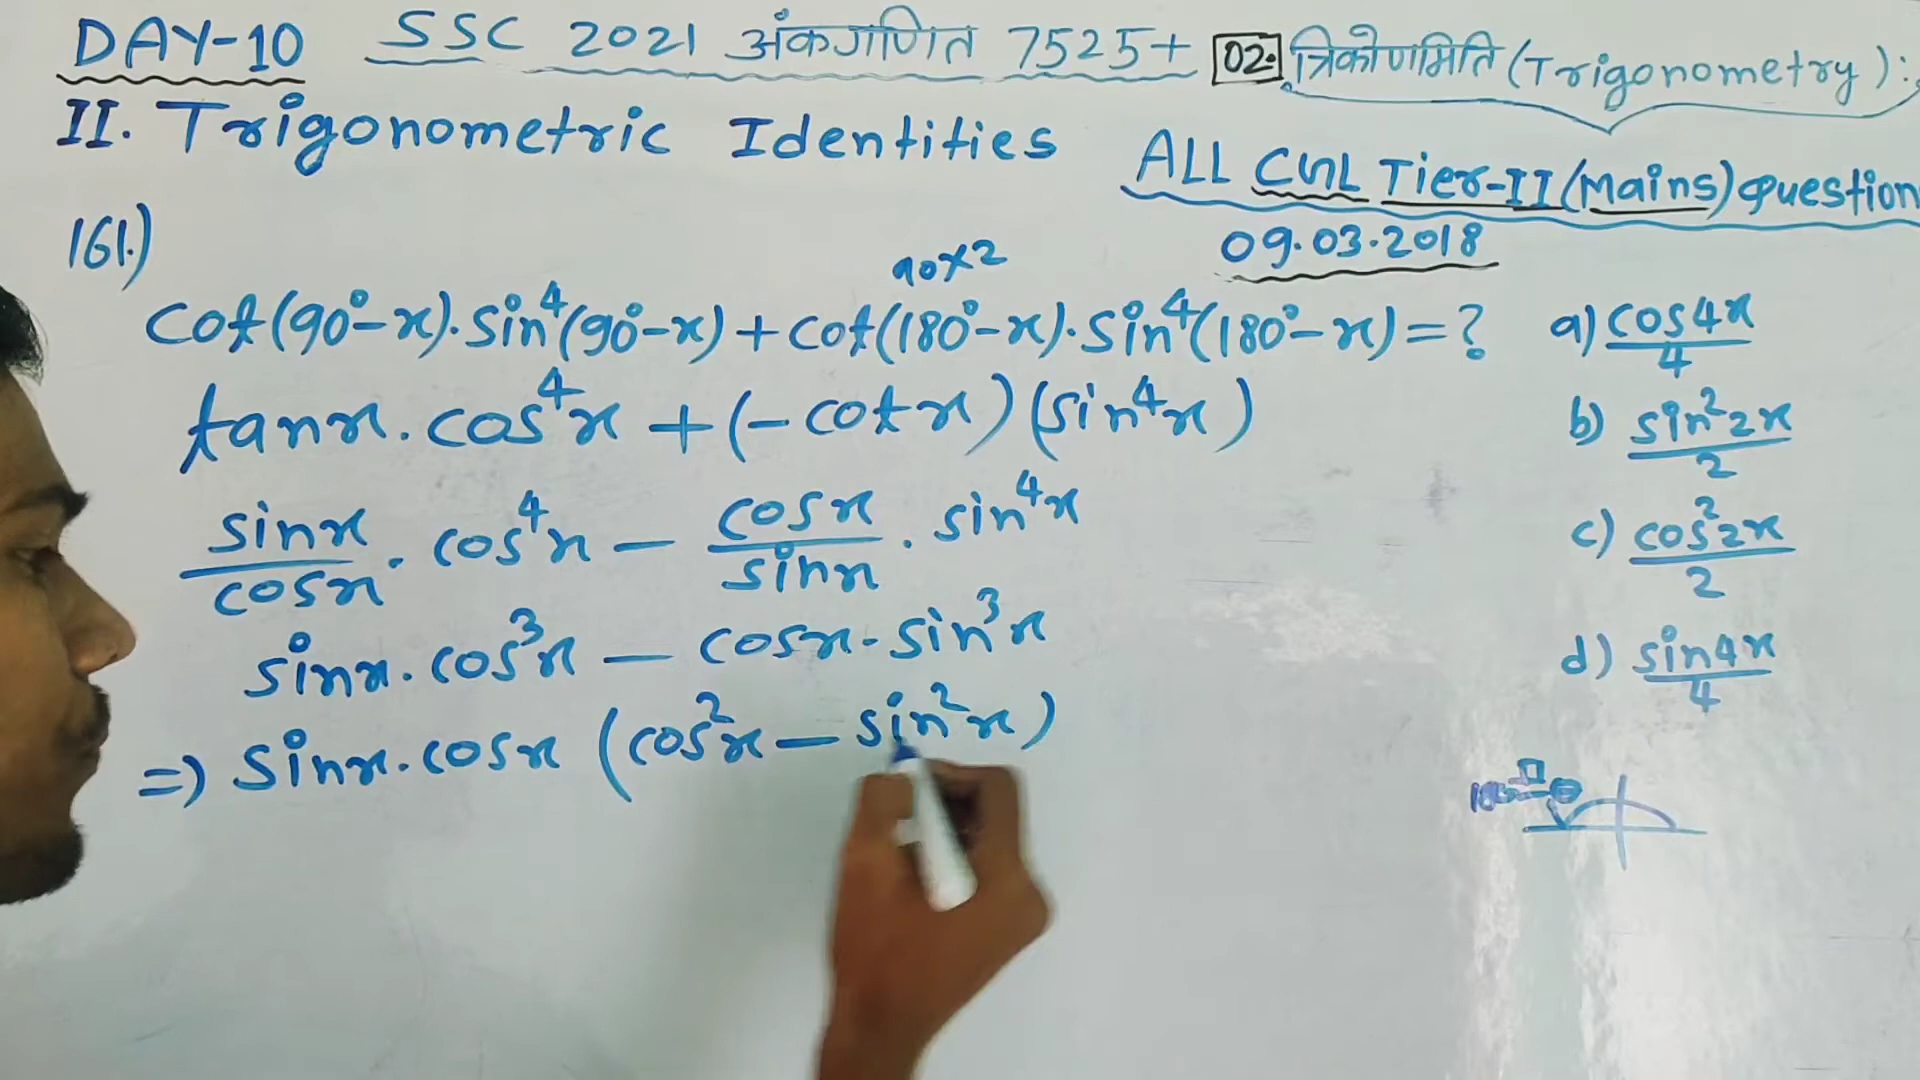 DAY-10 SSC 2021 अंकगणित 7525+ 02. त्रिकोणमिति (Trigonometry):
II. Trigonometric Identities
ALL CGL Tier-II (Mains) Question
09.03.2018
161.)
90×2
cot(90°-x).sin⁴(90°-x) + cot(180°-x).sin⁴(180°-x) = ?
a) cos4x/4
tanx.cos⁴x + (-cotx)(sin⁴x)
b) sin²2x/2
sinx/cosx . cos⁴x - cosx/sinx . sin⁴x
c) cos²2x/2
sinx.cos³x - cosx.sin³x
d) sin4x/4
=) sinx.cosx (cos²x - sin²x)